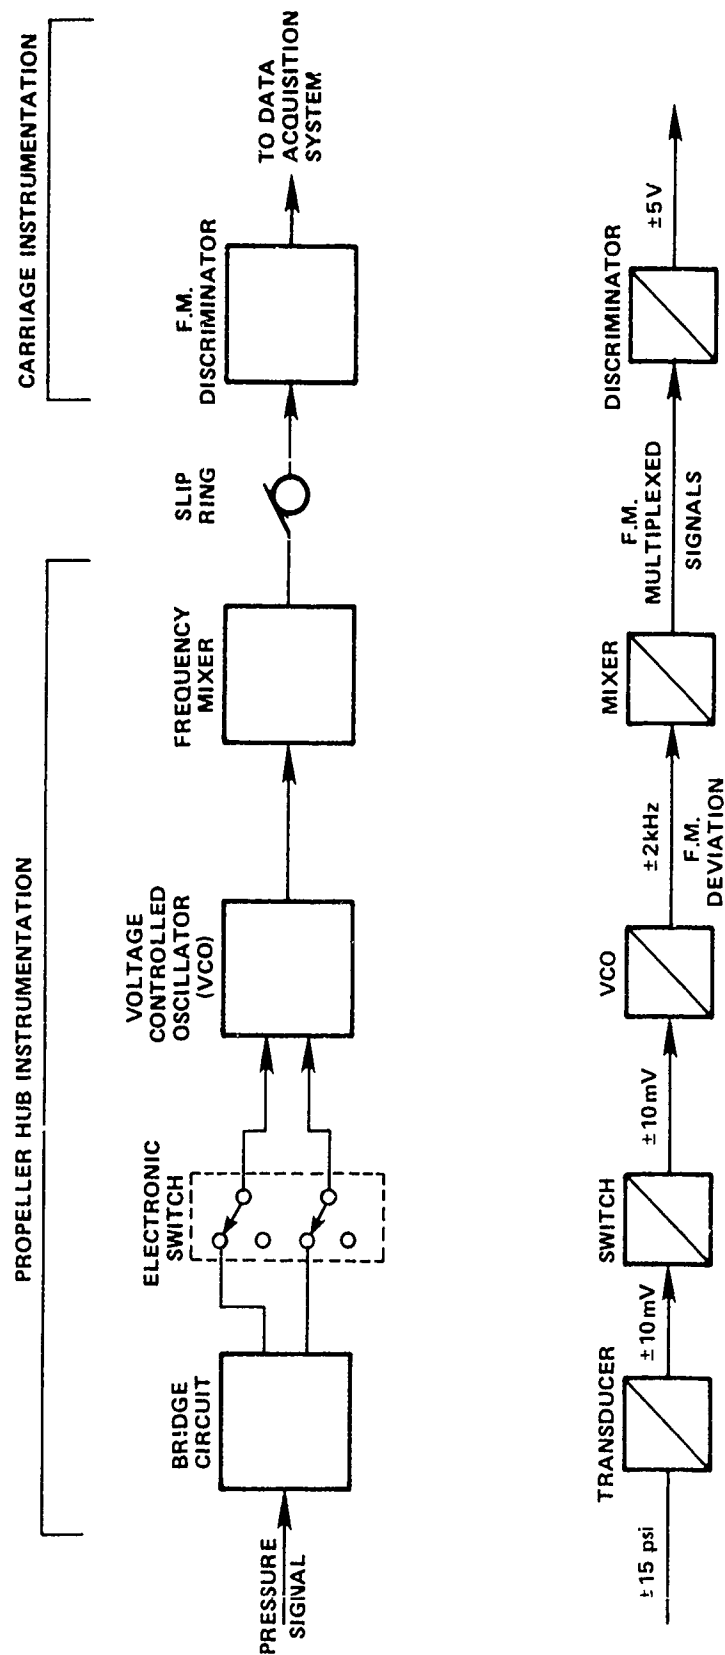 PROPELLER HUB INSTRUMENTATION
CARRIAGE INSTRUMENTATION
PRESSURE
SIGNAL
BRIDGE
CIRCUIT
ELECTRONIC
SWITCH
VOLTAGE
CONTROLLED
OSCILLATOR
(VCO)
FREQUENCY
MIXER
SLIP
RING
F.M.
DISCRIMINATOR
TO DATA
ACQUISITION
SYSTEM
±15 psi
TRANSDUCER
±10mV
SWITCH
±10mV
VCO
±2kHz
F.M.
DEVIATION
MIXER
F.M.
MULTIPLEXED
SIGNALS
DISCRIMINATOR
±5V